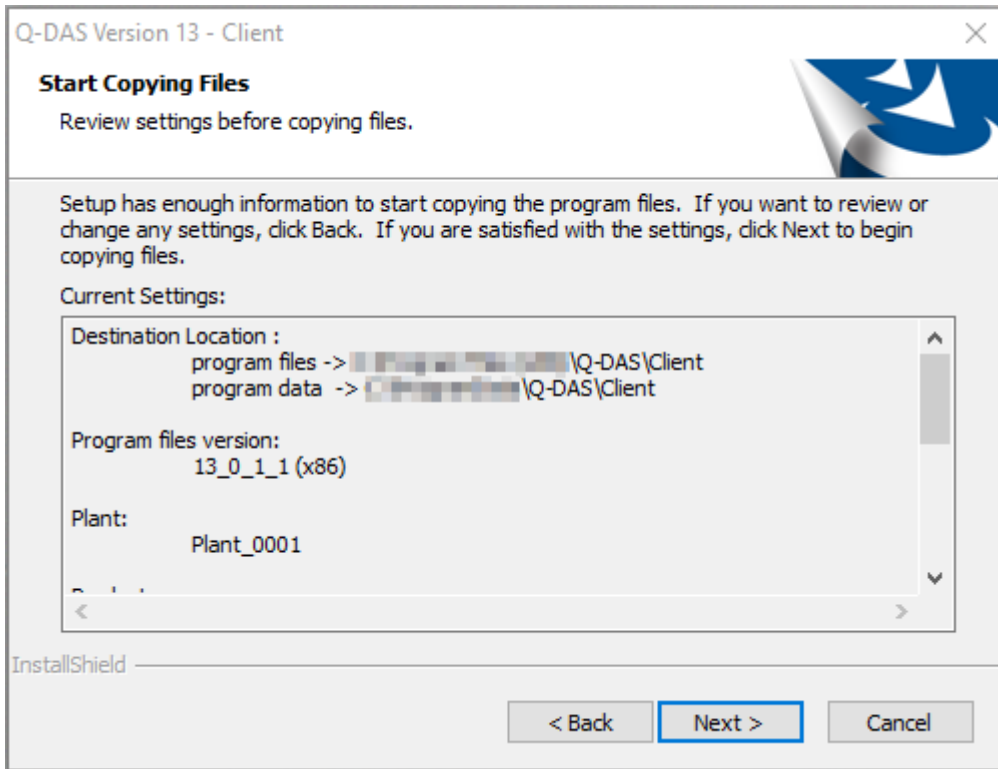 Q-DAS Version 13 - Client
Start Copying Files
Review settings before copying files.
Setup has enough information to start copying the program files. If you want to review or
change any settings, click Back. If you are satisfied with the settings, click Next to begin
copying files.
Current Settings:
Destination Location :
program files -> \Q-DAS\Client
program data -> \Q-DAS\Client
Program files version:
13_0_1_1 (x86)
Plant:
Plant_0001
InstallShield
< Back
Next >
Cancel